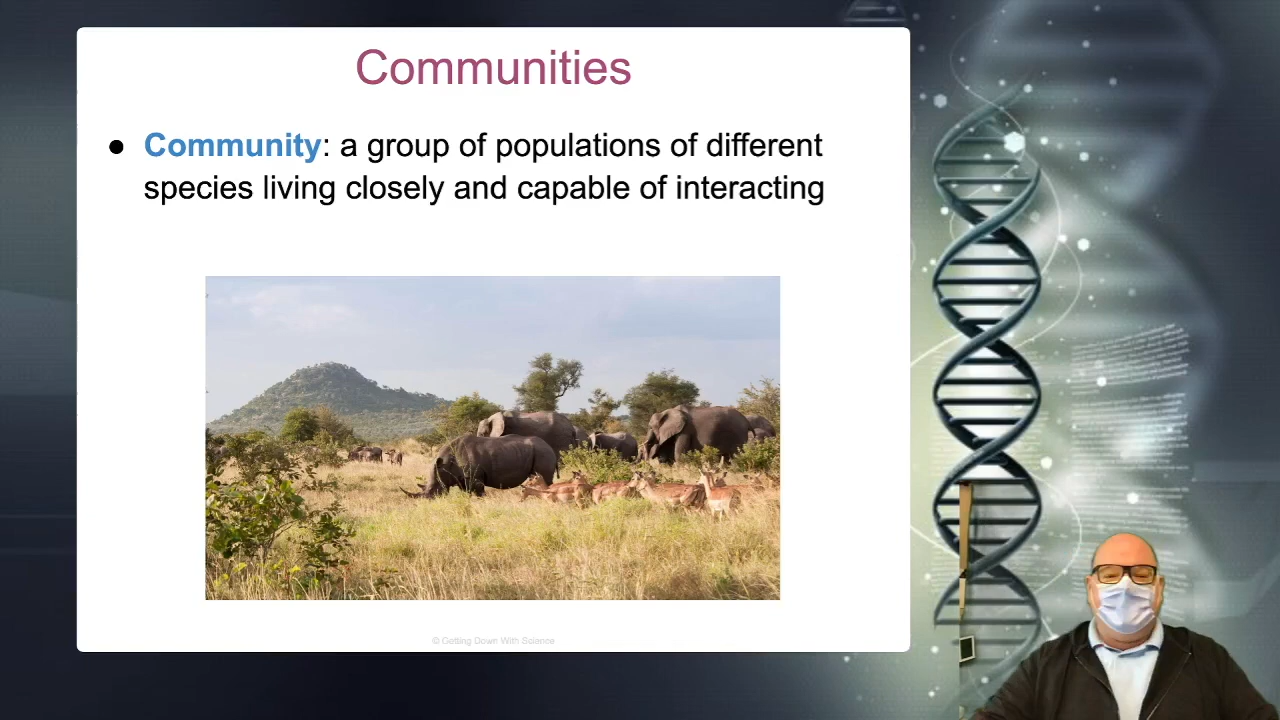 Communities
● Community: a group of populations of different
species living closely and capable of interacting
© Getting Down With Science